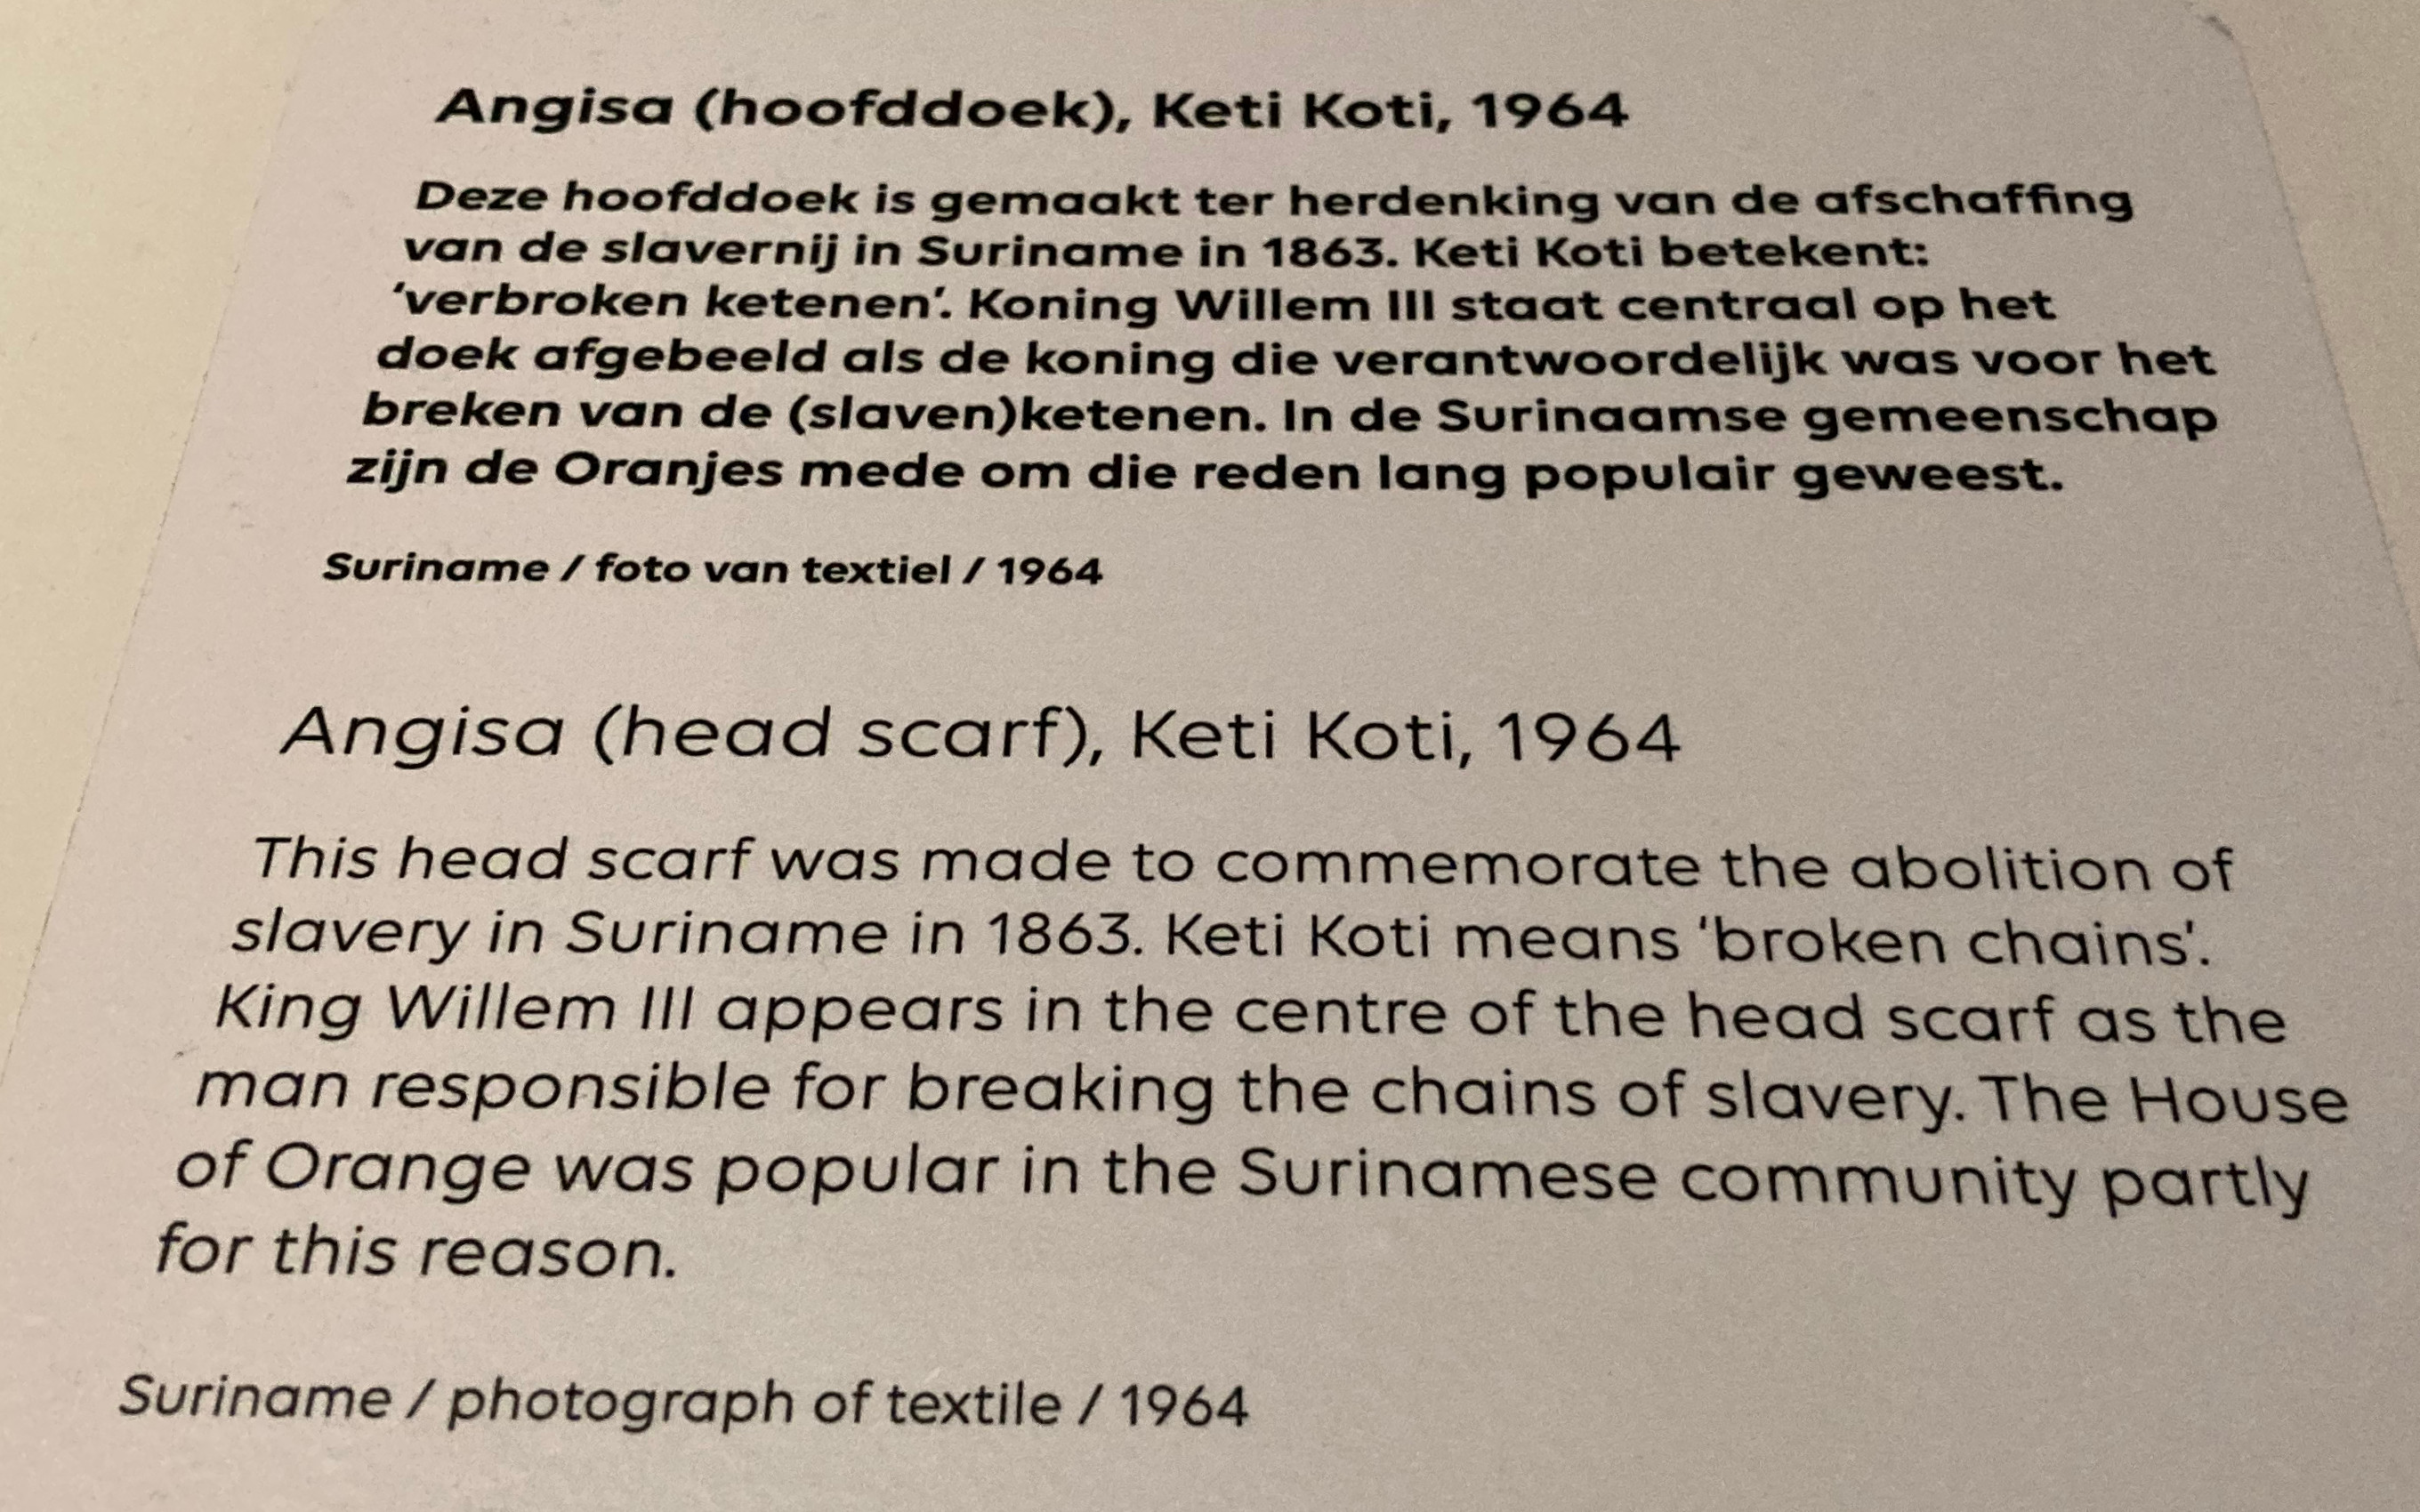 Angisa (hoofddoek), Keti Koti, 1964
Deze hoofddoek is gemaakt ter herdenking van de afschaffing
van de slavernij in Suriname in 1863. Keti Koti betekent:
‘verbroken ketenen’. Koning Willem III staat centraal op het
doek afgebeeld als de koning die verantwoordelijk was voor het
breken van de (slaven)ketenen. In de Surinaamse gemeenschap
zijn de Oranjes mede om die reden lang populair geweest.
Suriname / foto van textiel / 1964
Angisa (head scarf), Keti Koti, 1964
This head scarf was made to commemorate the abolition of
slavery in Suriname in 1863. Keti Koti means ‘broken chains’.
King Willem III appears in the centre of the head scarf as the
man responsible for breaking the chains of slavery. The House
of Orange was popular in the Surinamese community partly
for this reason.
Suriname / photograph of textile / 1964